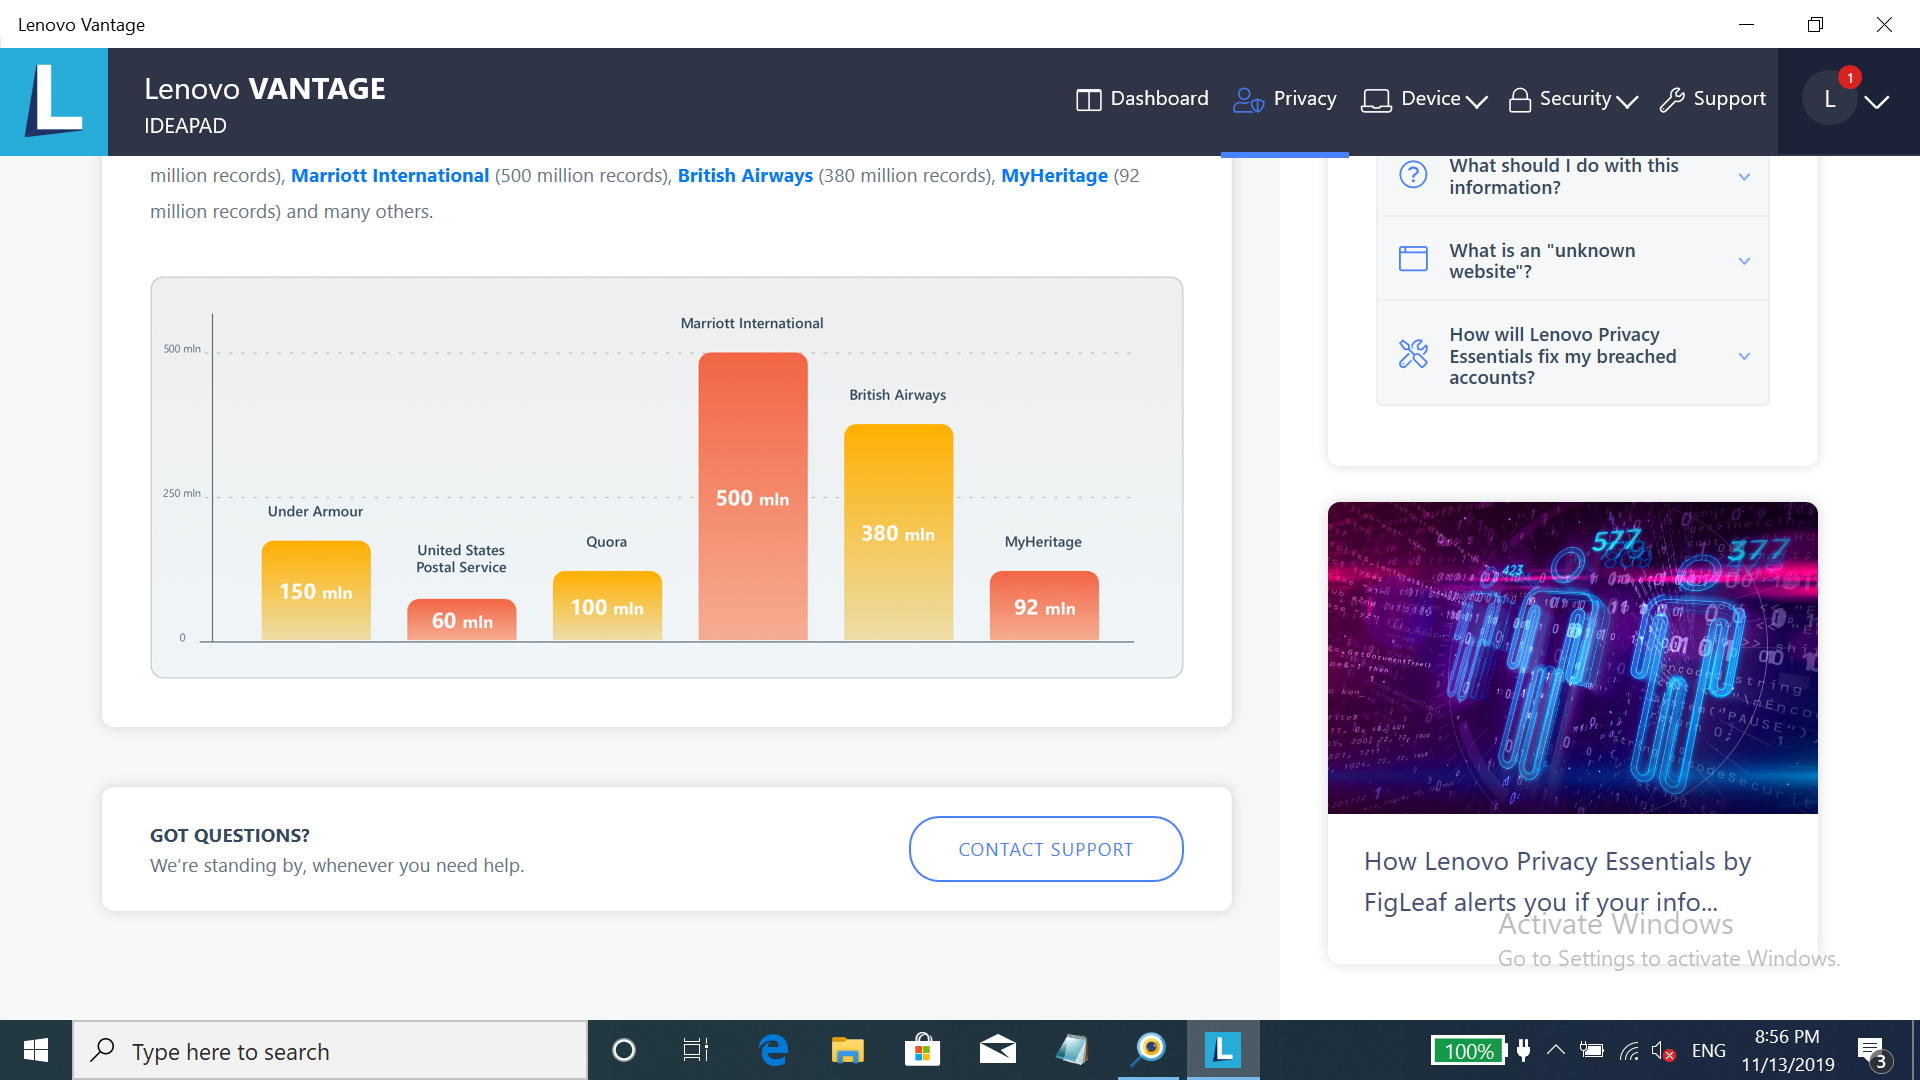 Lenovo Vantage
Lenovo VANTAGE
IDEAPAD
Dashboard
Privacy
Device
Security
Support
L
1
million records), Marriott International (500 million records), British Airways (380 million records), MyHeritage (92
million records) and many others.
500 mln
250 mln
0
Under Armour
150 mln
United States
Postal Service
60 mln
Quora
100 mln
Marriott International
500 mln
British Airways
380 mln
MyHeritage
92 mln
GOT QUESTIONS?
We're standing by, whenever you need help.
CONTACT SUPPORT
What should I do with this
information?
What is an "unknown
website"?
How will Lenovo Privacy
Essentials fix my breached
accounts?
577
377
423
How Lenovo Privacy Essentials by
FigLeaf alerts you if your info...
Activate Windows
Go to Settings to activate Windows.
Type here to search
100%
ENG
8:56 PM
11/13/2019
3